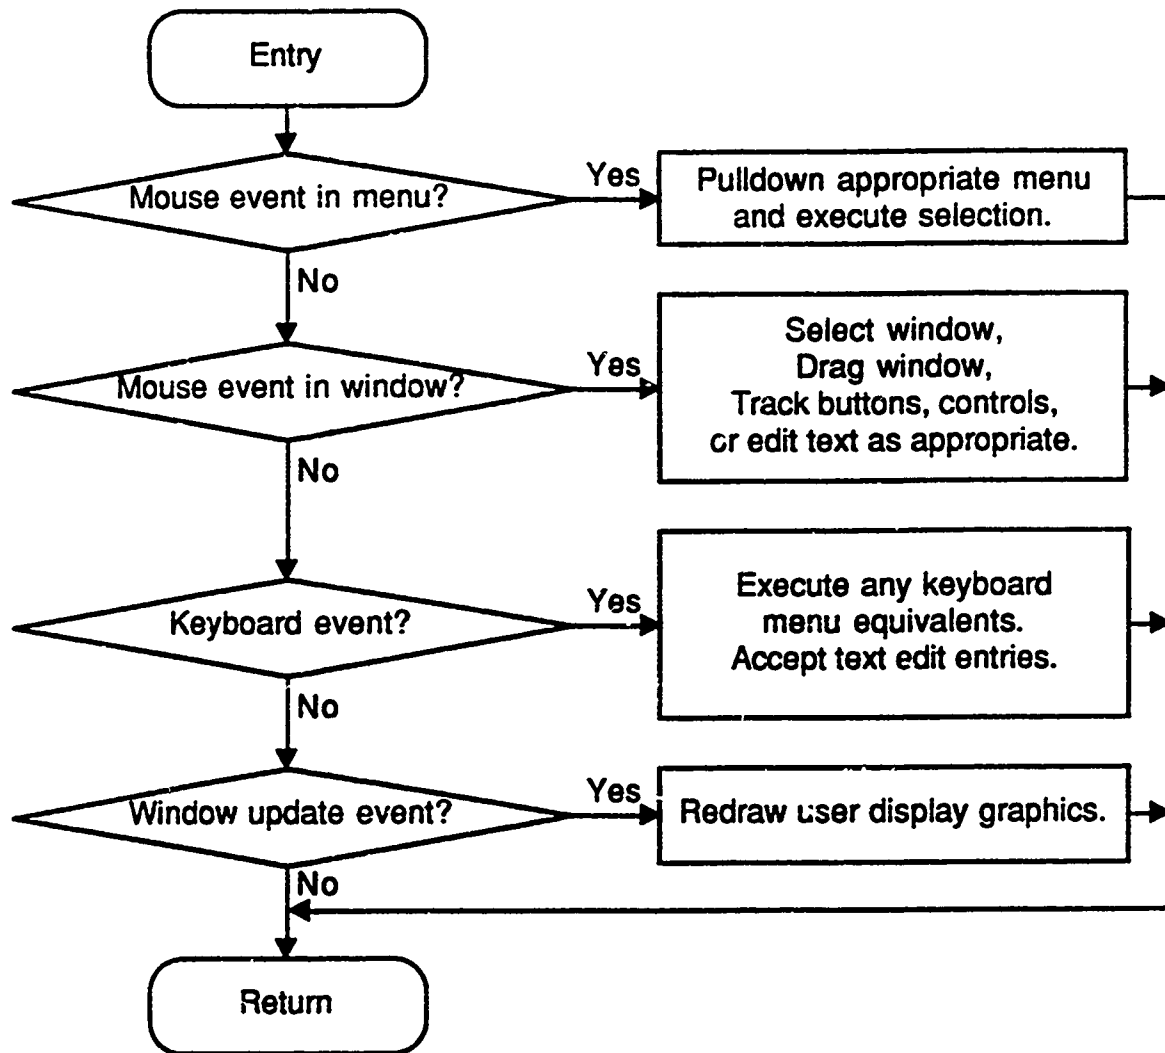 Entry
Mouse event in menu?
Yes
Pulldown appropriate menu
and execute selection.
No
Mouse event in window?
Yes
Select window,
Drag window,
Track buttons, controls,
or edit text as appropriate.
No
Keyboard event?
Yes
Execute any keyboard
menu equivalents.
Accept text edit entries.
No
Window update event?
Yes
Redraw user display graphics.
No
Return